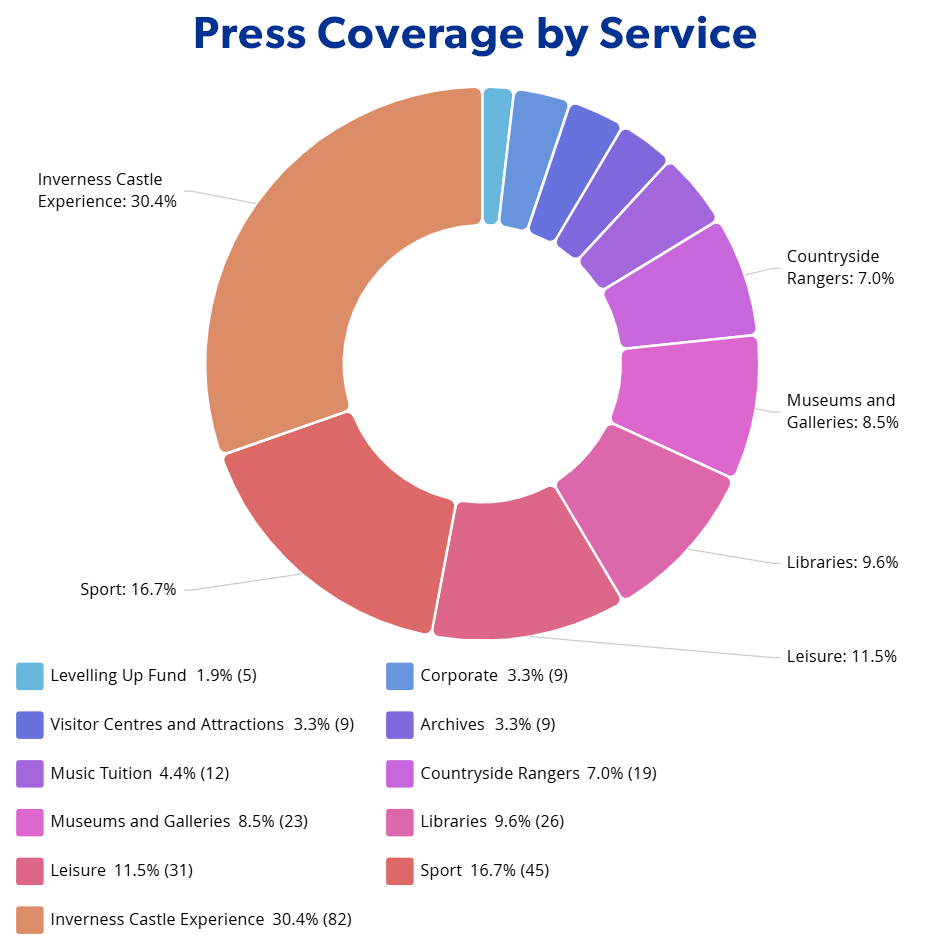 Press Coverage by Service
Inverness Castle
Experience: 30.4%
Countryside
Rangers: 7.0%
Museums and
Galleries: 8.5%
Libraries: 9.6%
Sport: 16.7%
Leisure: 11.5%
Levelling Up Fund 1.9% (5)
Corporate 3.3% (9)
Visitor Centres and Attractions 3.3% (9)
Archives 3.3% (9)
Music Tuition 4.4% (12)
Countryside Rangers 7.0% (19)
Museums and Galleries 8.5% (23)
Libraries 9.6% (26)
Leisure 11.5% (31)
Sport 16.7% (45)
Inverness Castle Experience 30.4% (82)